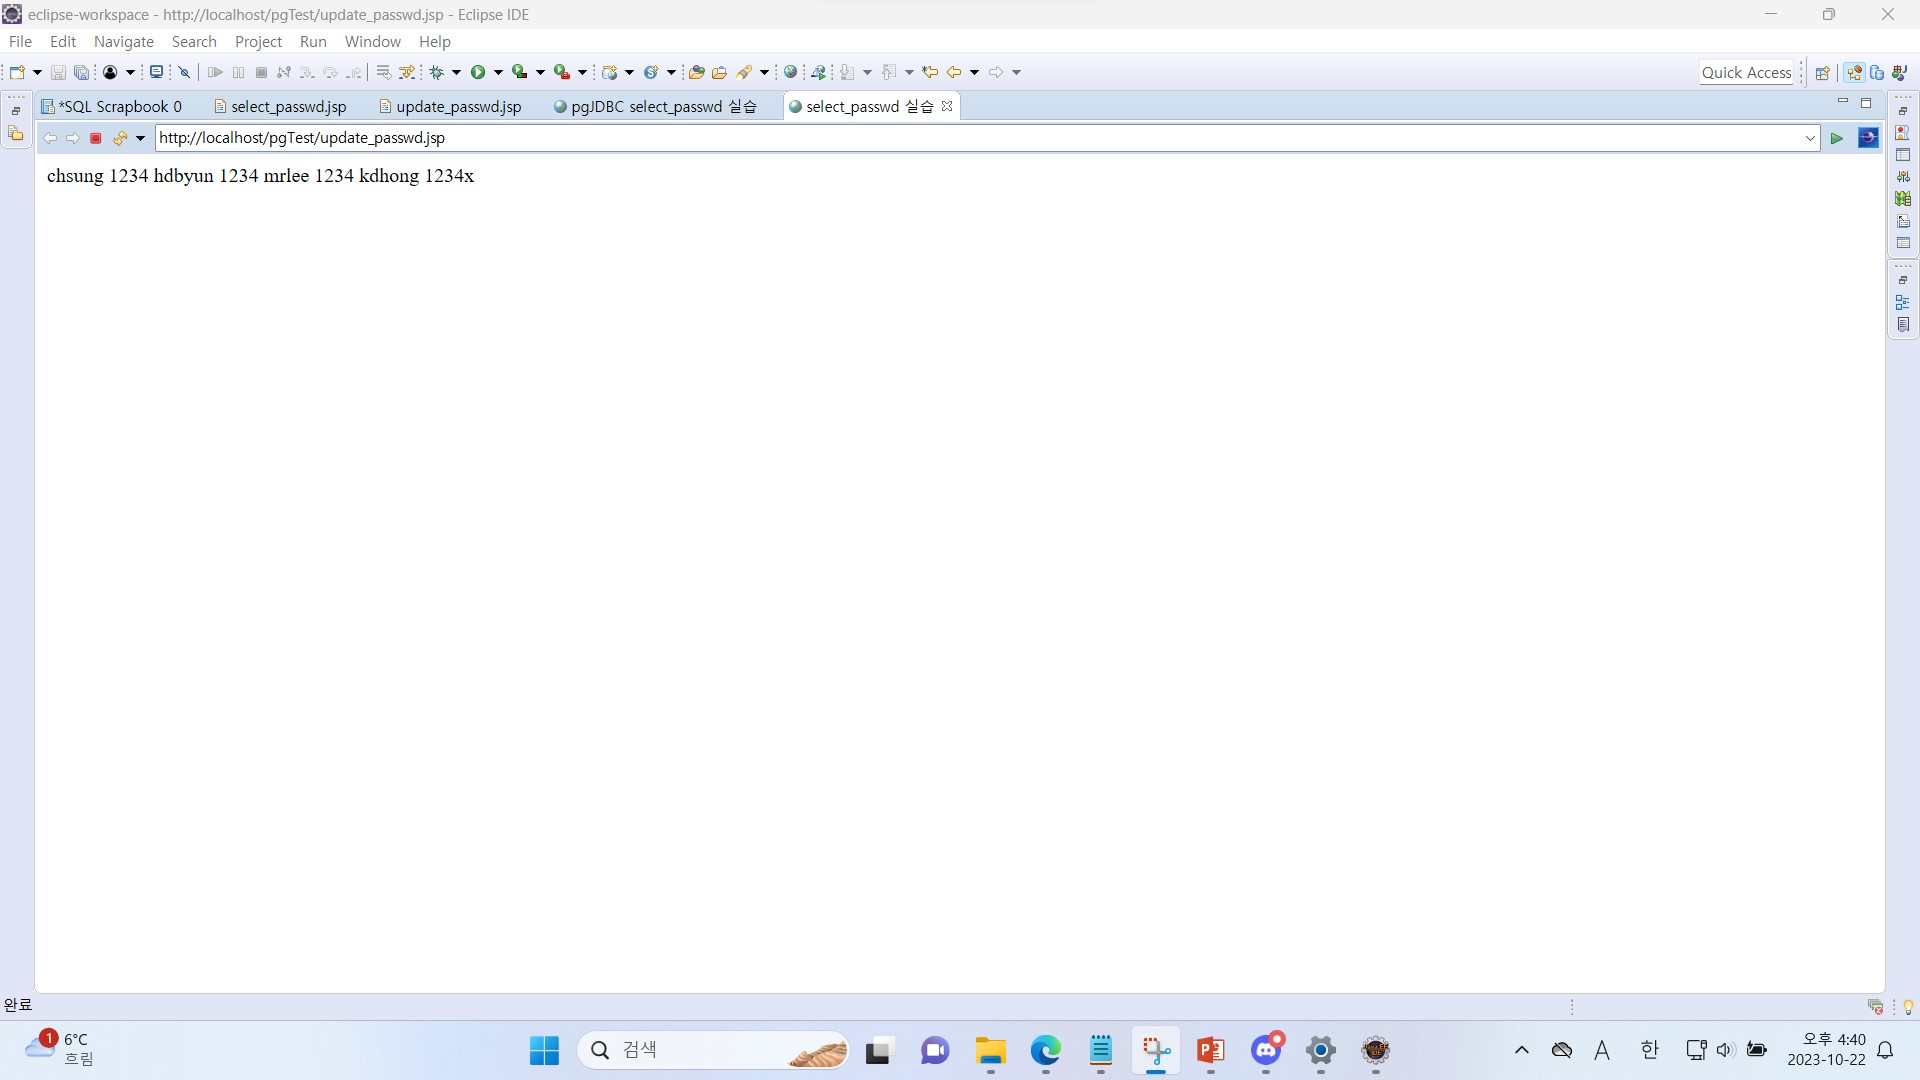 eclipse-workspace - http://localhost/pgTest/update_passwd.jsp - Eclipse IDE
File Edit Navigate Search Project Run Window Help
Quick Access
*SQL Scrapbook 0 select_passwd.jsp update_passwd.jsp pgJDBC select_passwd 실습 select_passwd 실습
http://localhost/pgTest/update_passwd.jsp
chsung 1234 hdbyun 1234 mrlee 1234 kdhong 1234x
완료
1 6°C
흐림
검색
A 한
오후 4:40
2023-10-22